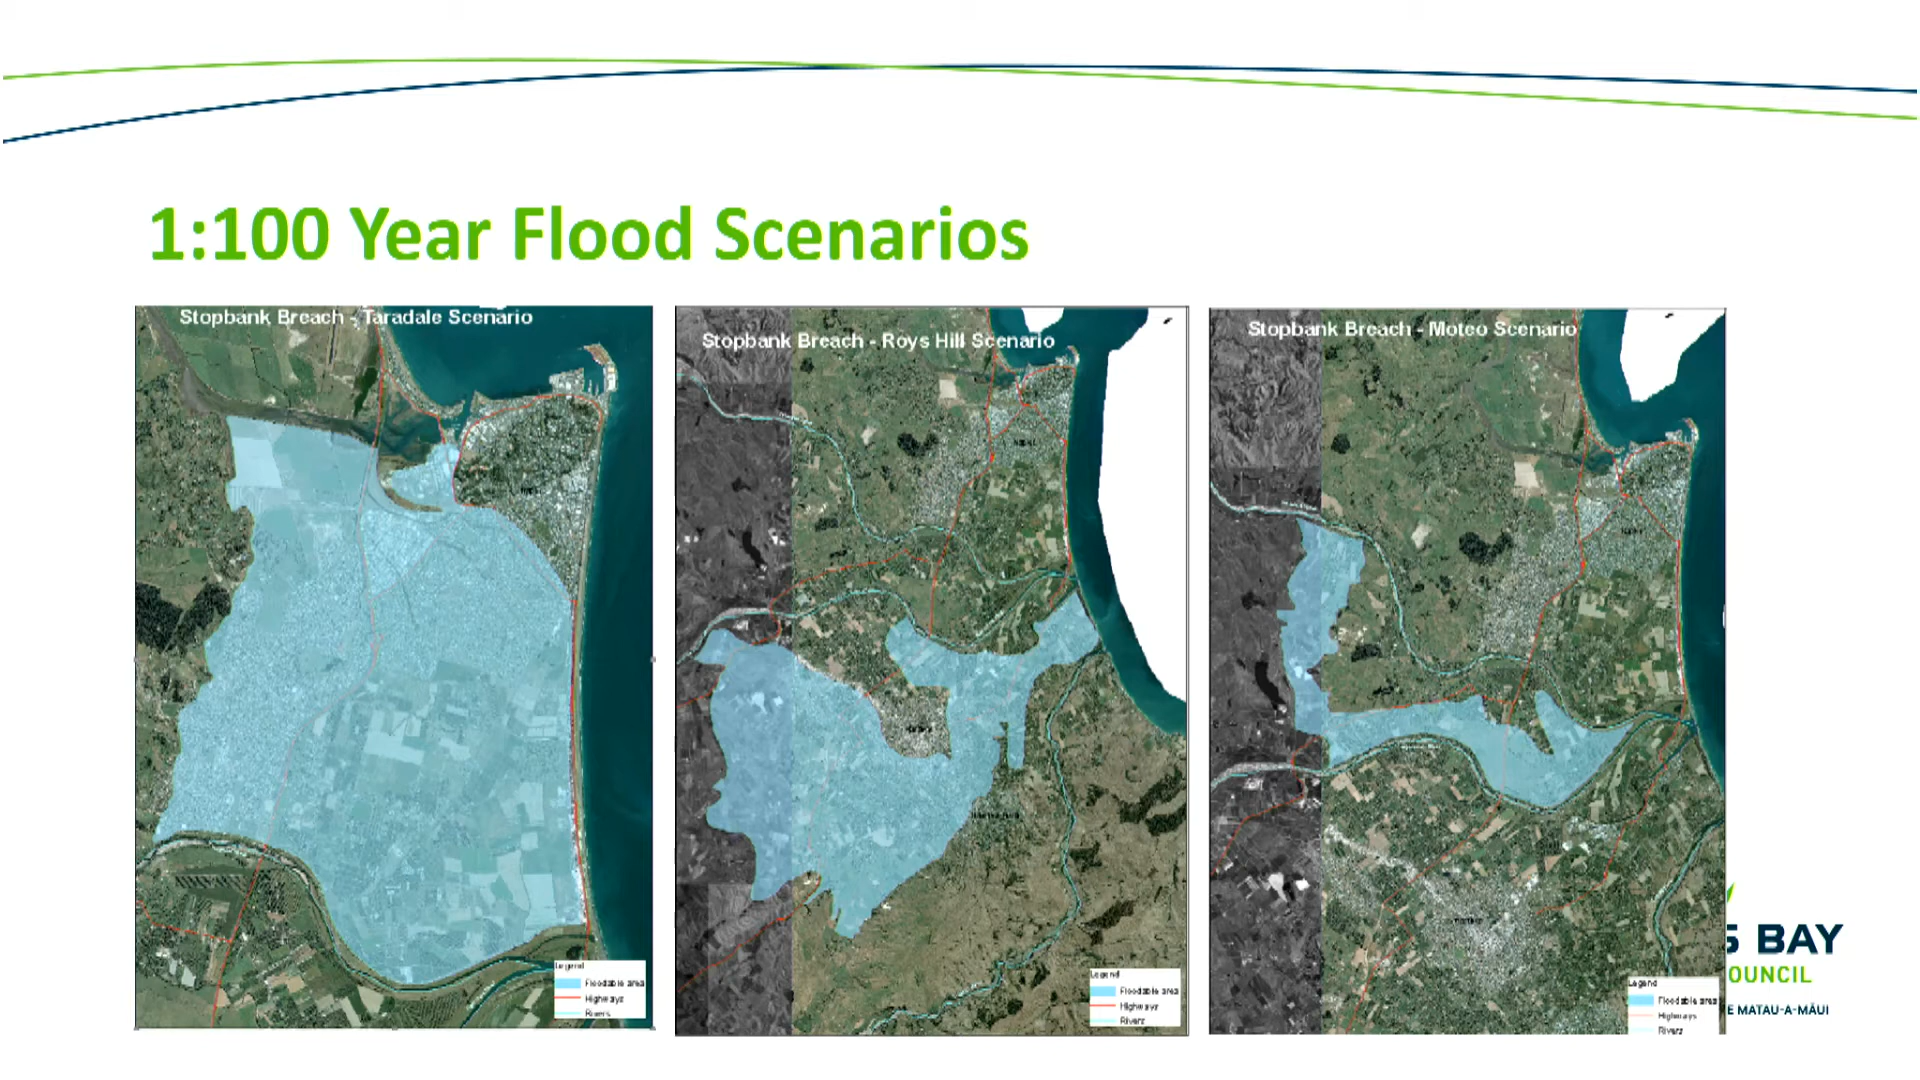 1:100 Year Flood Scenarios
Stopbank Breach - Taradale Scenario
Legend
Floodable area
Highways
Rivers
Stopbank Breach - Roys Hill Scenario
Legend
Floodable area
Highways
Rivers
Stopbank Breach - Moteo Scenario
Legend
Floodable area
Highways
Rivers
BAY
OUNCIL
E MATAU-A-MĀUI